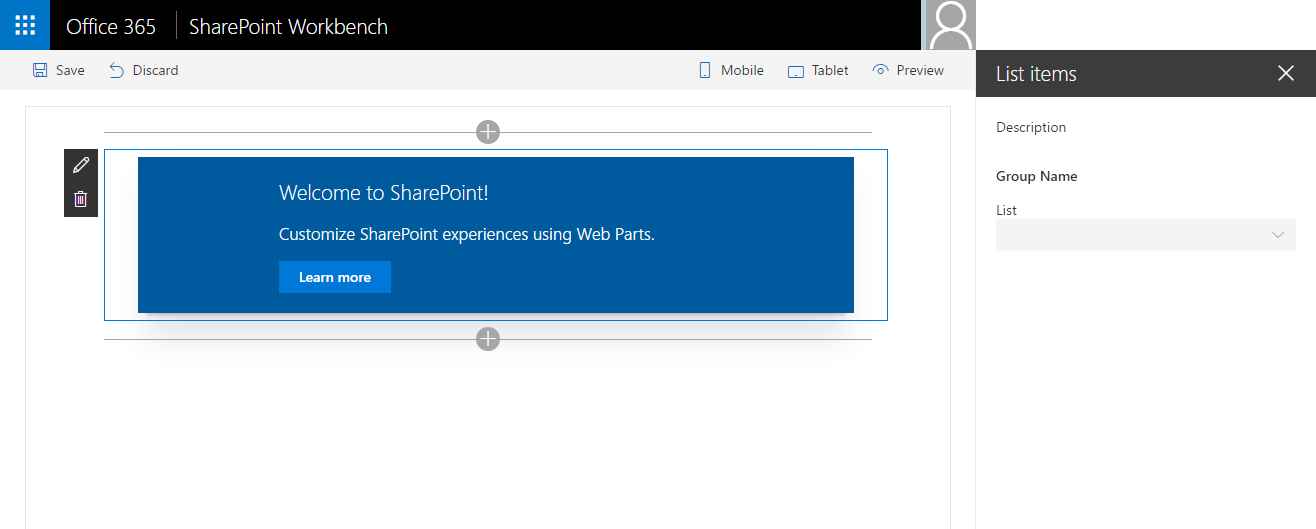 Office 365 SharePoint Workbench
Save Discard Mobile Tablet Preview
List items
Description
Group Name
List
Welcome to SharePoint!
Customize SharePoint experiences using Web Parts.
Learn more